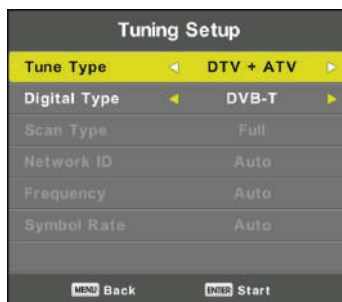 Tuning Setup
Tune Type DTV + ATV
Digital Type DVB-T
Scan Type Full
Network ID Auto
Frequency Auto
Symbol Rate Auto
MENU Back ENTER Start